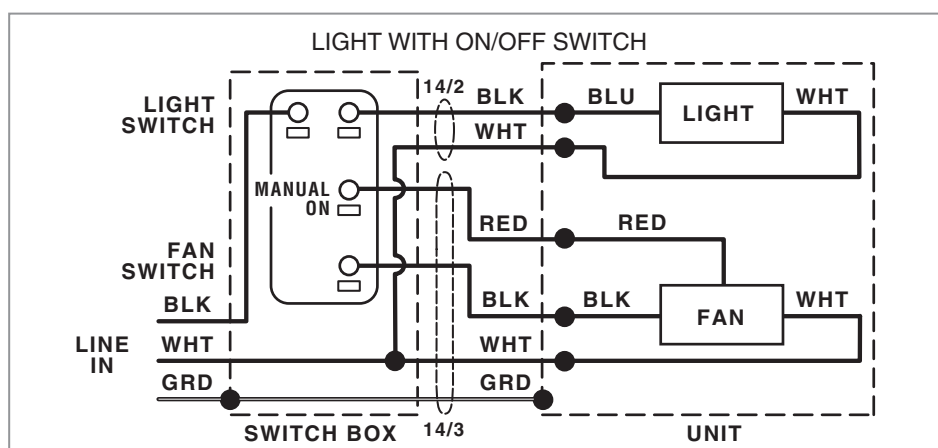 LIGHT WITH ON/OFF SWITCH
LIGHT
SWITCH
14/2
BLK
BLU
LIGHT
WHT
WHT
MANUAL
ON
RED
RED
FAN
SWITCH
BLK
BLK
BLK
FAN
WHT
LINE
IN
WHT
WHT
GRD
GRD
SWITCH BOX
14/3
UNIT